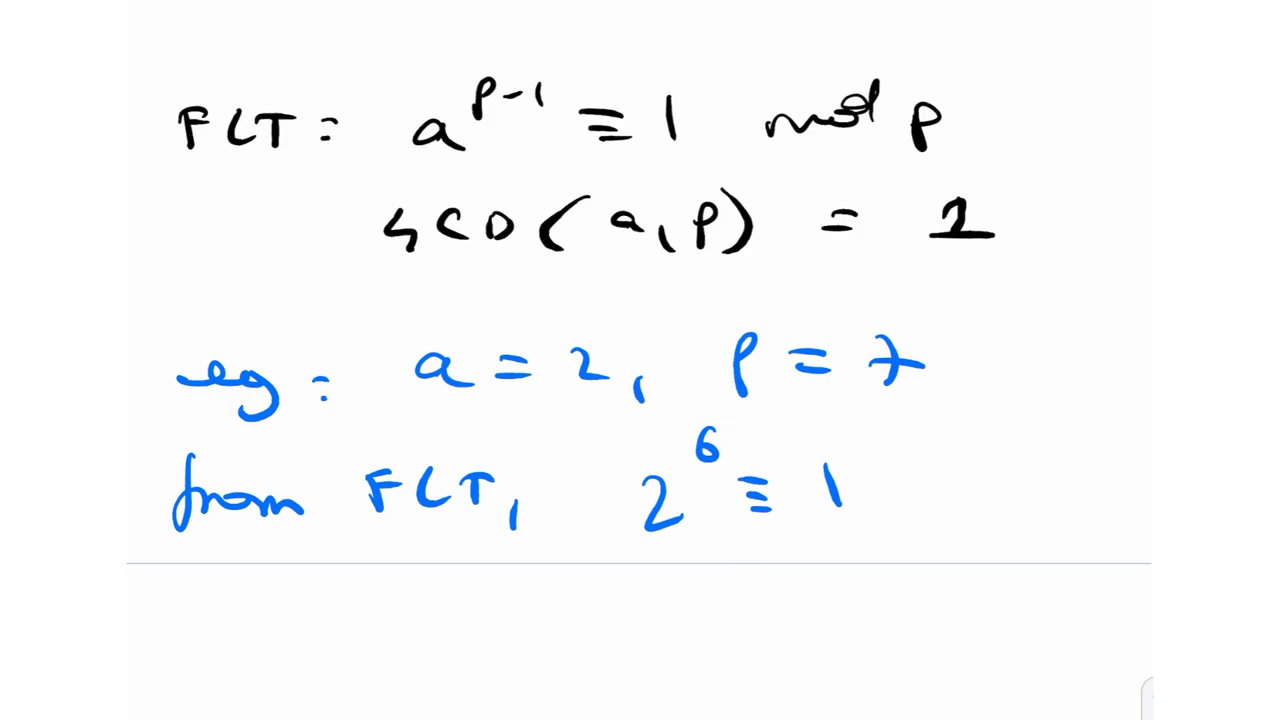 FLT: a^{p-1} ≡ 1 mod p
GCD(a, p) = 1
eg: a = 2, p = 7
from FLT, 2^6 ≡ 1